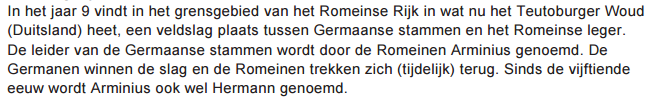 In het jaar 9 vindt in het grensgebied van het Romeinse Rijk in wat nu het Teutoburger Woud
(Duitsland) heet, een veldslag plaats tussen Germaanse stammen en het Romeinse leger.
De leider van de Germaanse stammen wordt door de Romeinen Arminius genoemd. De
Germanen winnen de slag en de Romeinen trekken zich (tijdelijk) terug. Sinds de vijftiende
eeuw wordt Arminius ook wel Hermann genoemd.